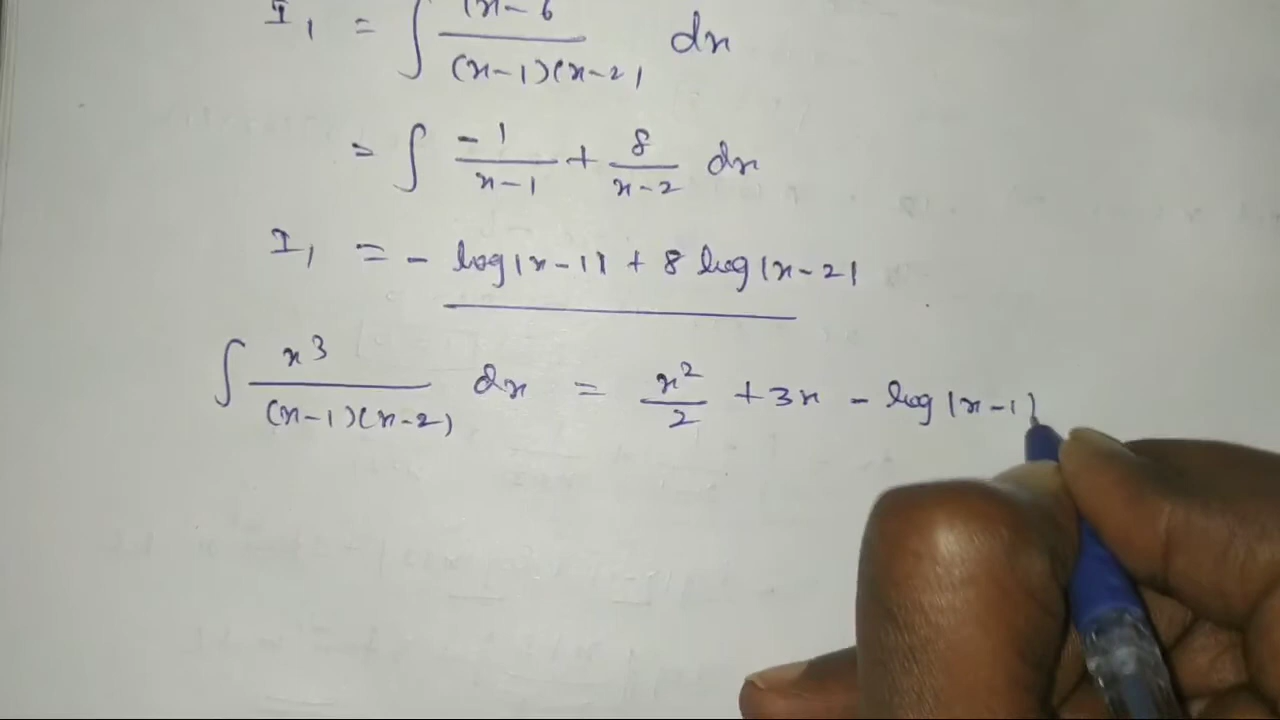 I₁ = ∫ (x-6 / (x-1)(x-2) dx
= ∫ -1/x-1 + 8/x-2 dx
I₁ = - log|x-1| + 8 log|x-2|
∫ x³ / (x-1)(x-2) dx = x²/2 + 3x - log|x-1|